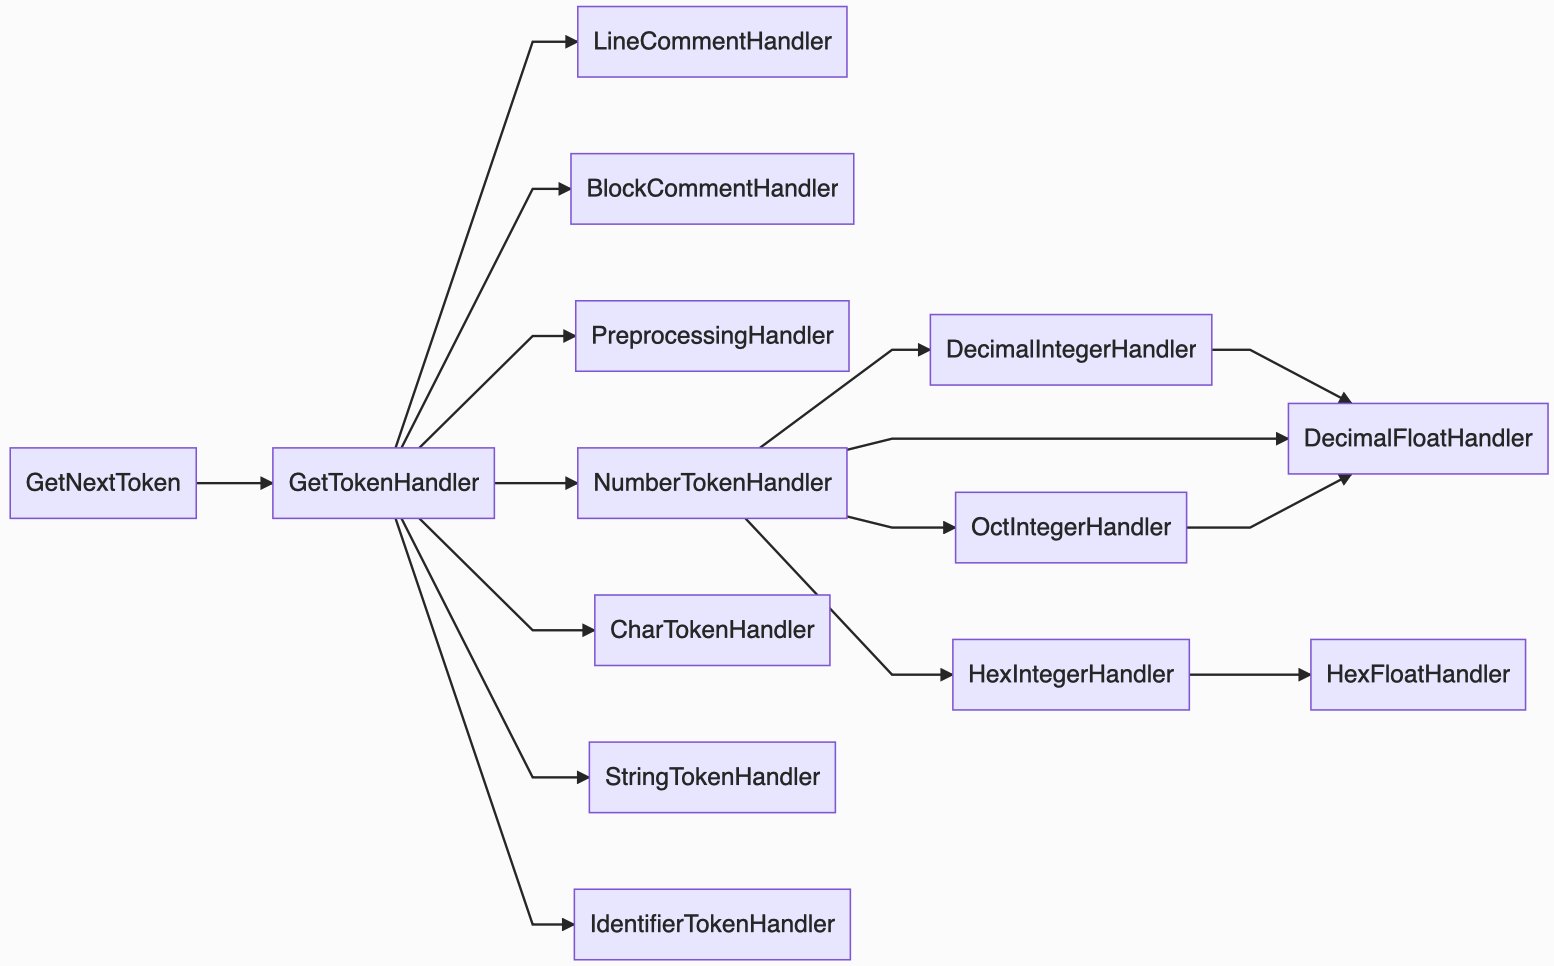 LineCommentHandler
BlockCommentHandler
PreprocessingHandler
DecimalIntegerHandler
DecimalFloatHandler
GetNextToken
GetTokenHandler
NumberTokenHandler
OctIntegerHandler
CharTokenHandler
HexIntegerHandler
HexFloatHandler
StringTokenHandler
IdentifierTokenHandler